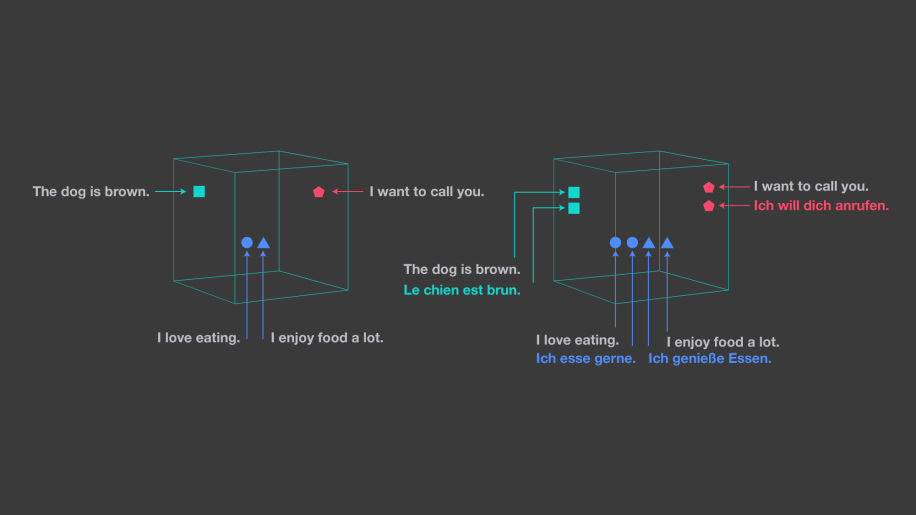 The dog is brown.
I want to call you.
I love eating.
I enjoy food a lot.
I want to call you.
Ich will dich anrufen.
The dog is brown.
Le chien est brun.
I love eating.
I enjoy food a lot.
Ich esse gerne.
Ich genieße Essen.